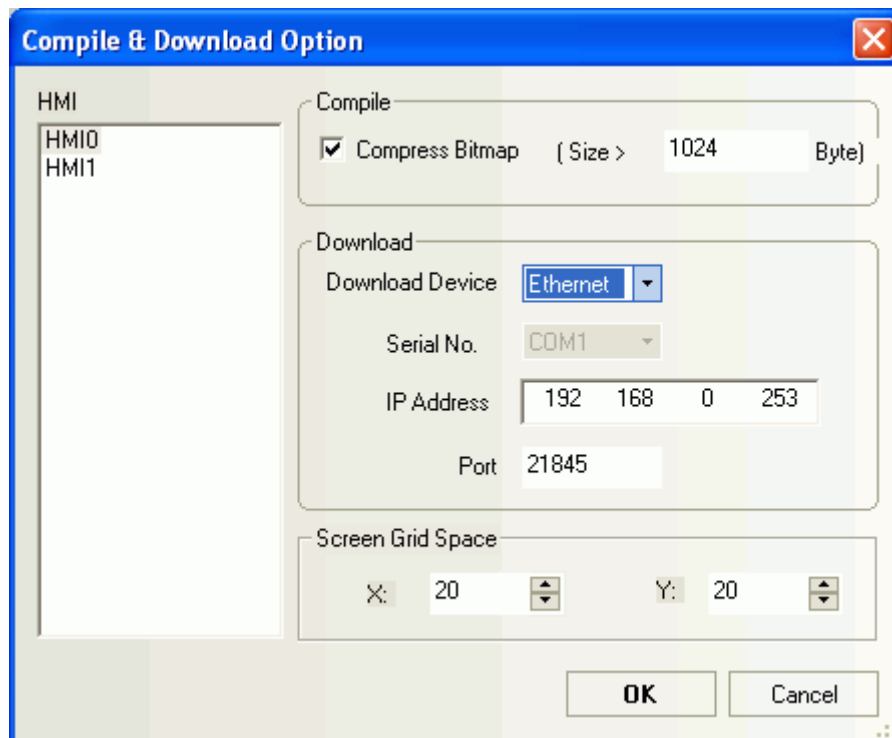 Compile & Download Option
HMI
HMI0
HMI1
Compile
Compress Bitmap ( Size > 1024 Byte)
Download
Download Device Ethernet
Serial No. COM1
IP Address 192 168 0 253
Port 21845
Screen Grid Space
X: 20 Y: 20
OK Cancel